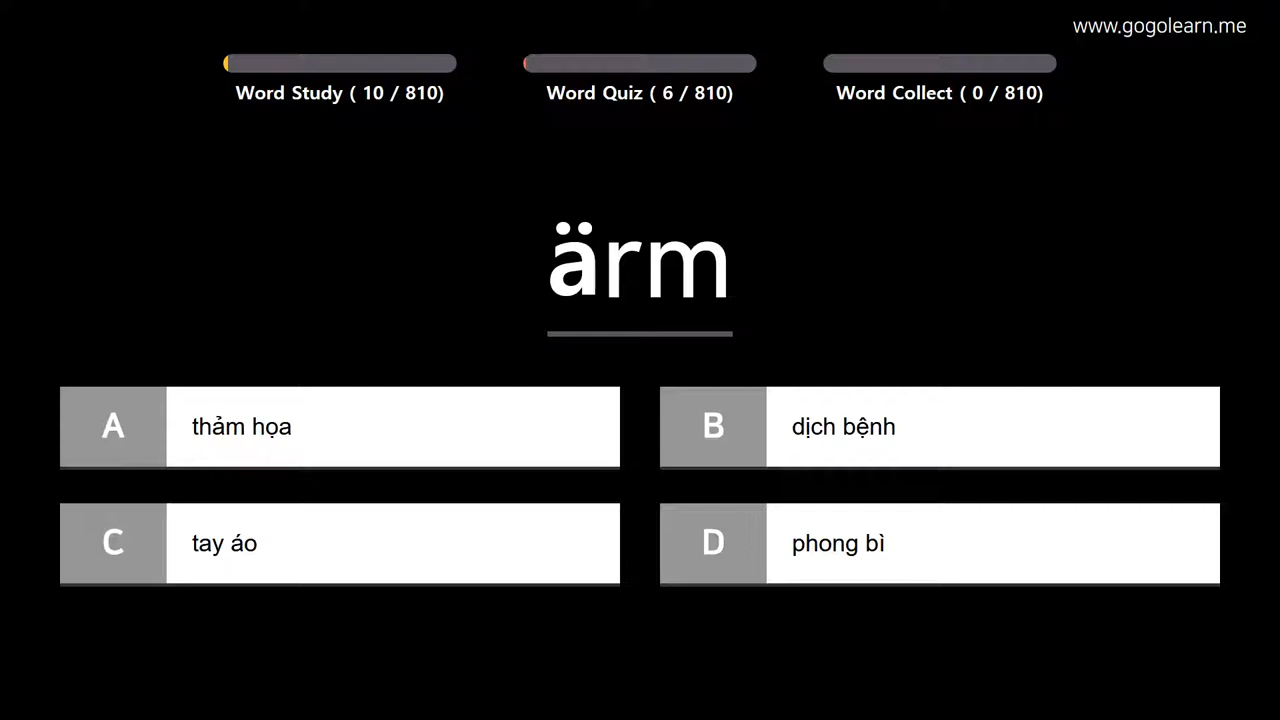 www.gogolearn.me
Word Study ( 10 / 810)
Word Quiz ( 6 / 810)
Word Collect ( 0 / 810)
ärm
A thảm họa
B dịch bệnh
C tay áo
D phong bì